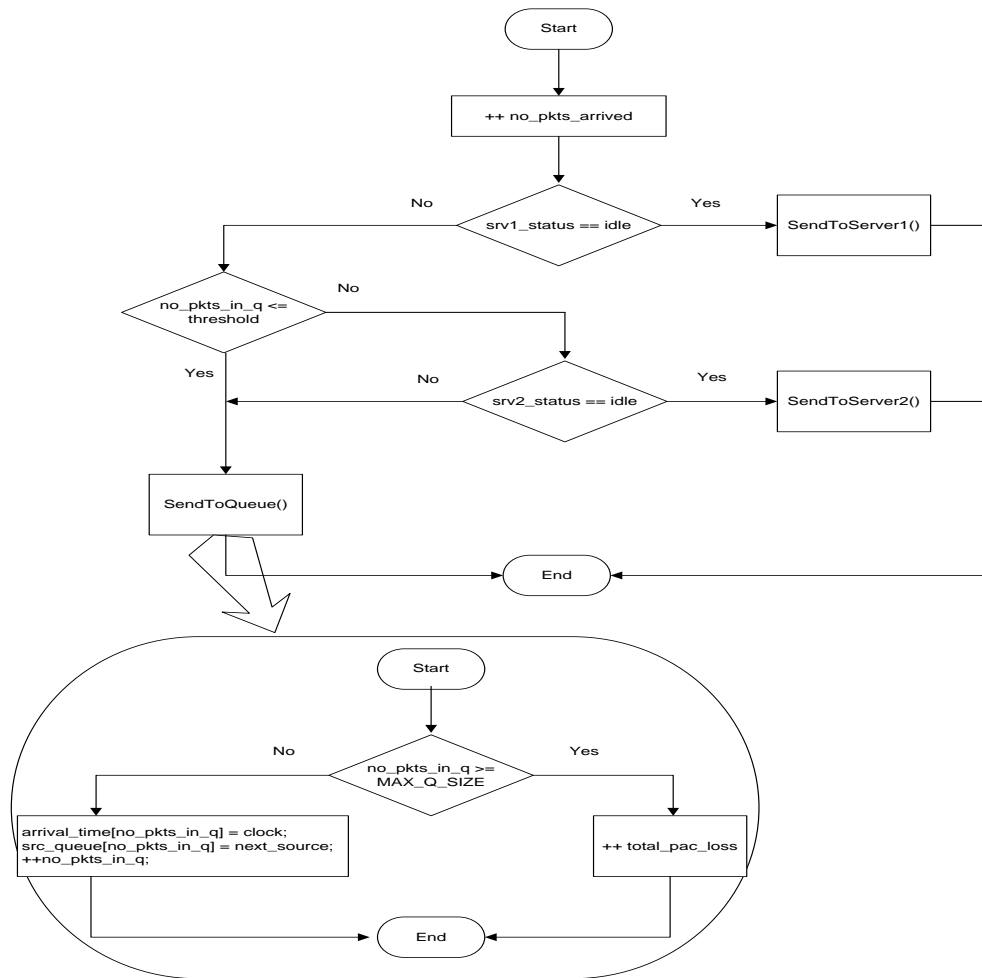 Start
++ no_pkts_arrived
No
srv1_status == idle
Yes
SendToServer1()
no_pkts_in_q <=
threshold
No
Yes
No
srv2_status == idle
Yes
SendToServer2()
SendToQueue()
End
Start
No
no_pkts_in_q >=
MAX_Q_SIZE
Yes
arrival_time[no_pkts_in_q] = clock;
src_queue[no_pkts_in_q] = next_source;
++no_pkts_in_q;
++ total_pac_loss
End